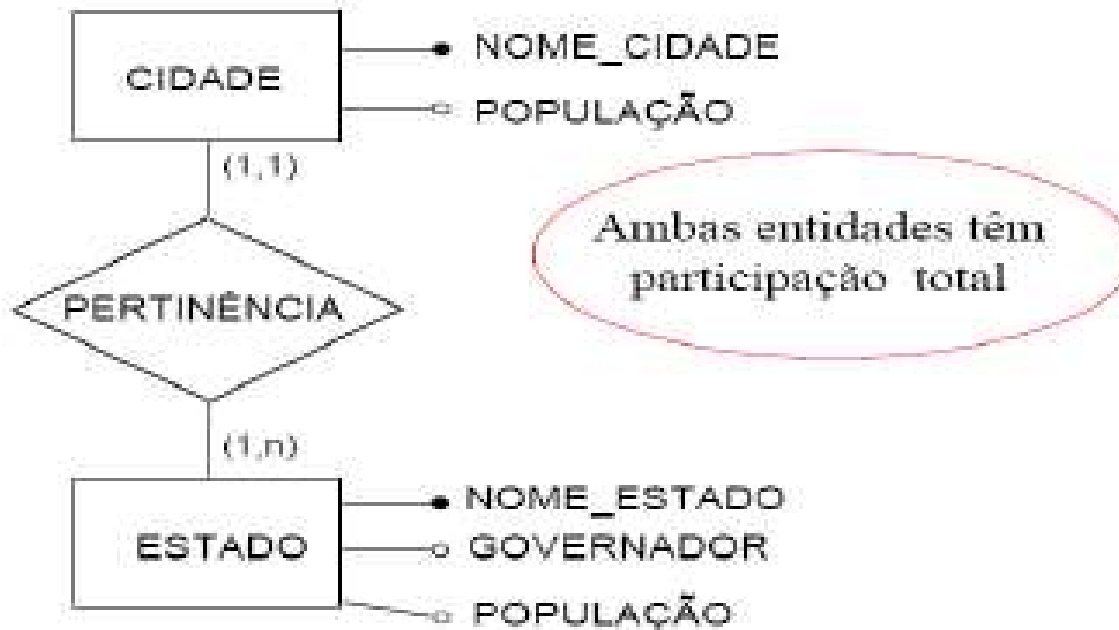 CIDADE
NOME_CIDADE
POPULAÇÃO
(1,1)
Ambas entidades têm
participação total
PERTINÊNCIA
(1,n)
ESTADO
NOME_ESTADO
GOVERNADOR
POPULAÇÃO